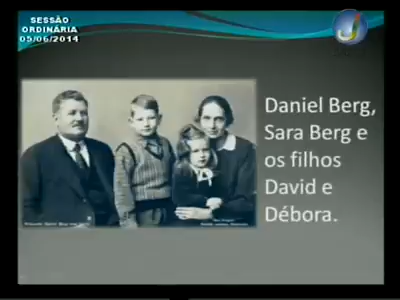 SESSÃO
ORDINÁRIA
05/06/2014
Daniel Berg,
Sara Berg e
os filhos
David e
Débora.